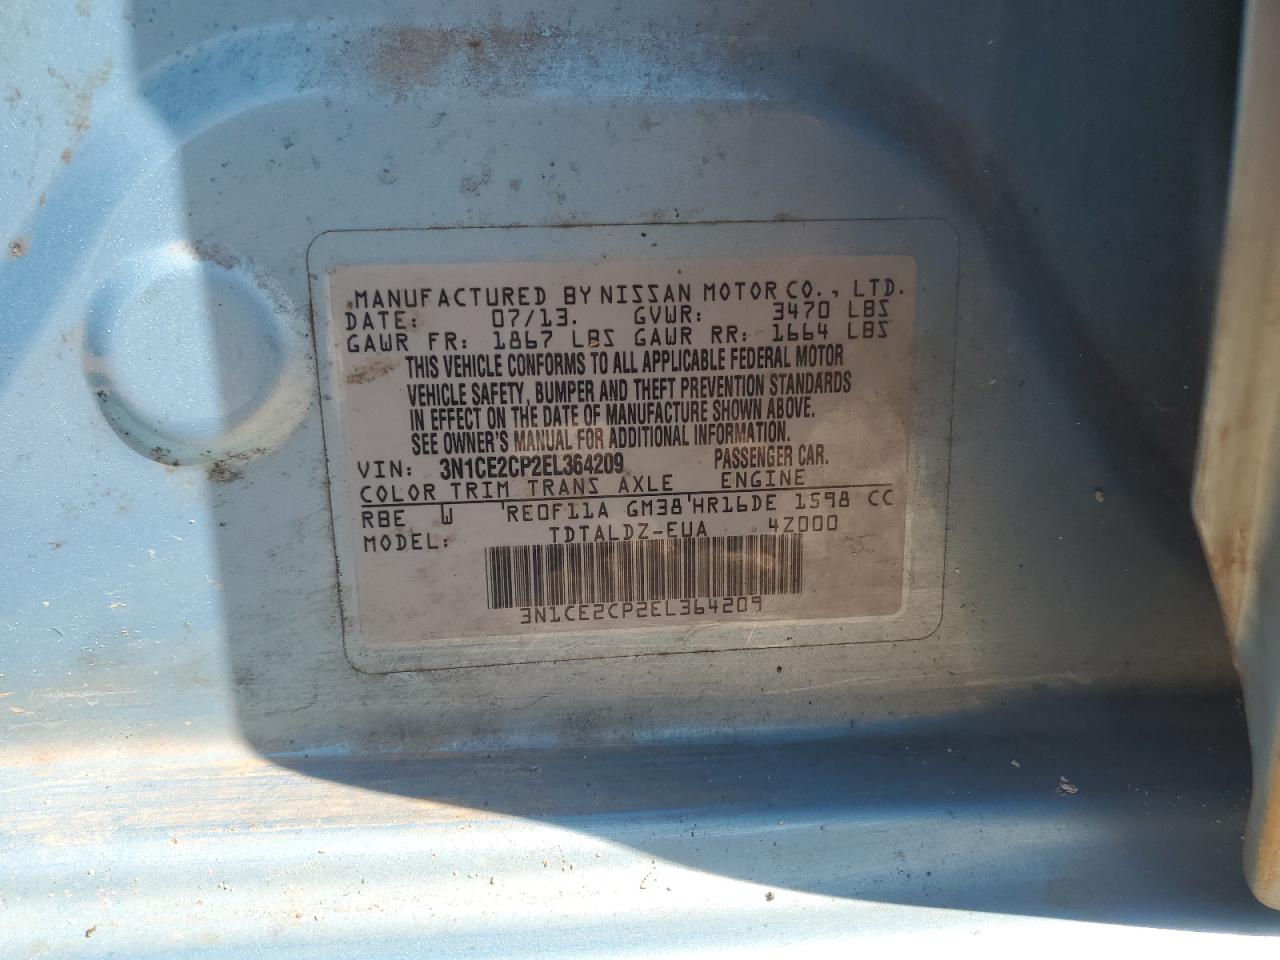 MANUFACTURED BY NISSAN MOTOR CO., LTD.
DATE: 07/13. GVWR: 3470 LBS
GAWR FR: 1867 LBS GAWR RR: 1664 LBS
THIS VEHICLE CONFORMS TO ALL APPLICABLE FEDERAL MOTOR
VEHICLE SAFETY, BUMPER AND THEFT PREVENTION STANDARDS
IN EFFECT ON THE DATE OF MANUFACTURE SHOWN ABOVE.
SEE OWNER'S MANUAL FOR ADDITIONAL INFORMATION.
VIN: 3N1CE2CP2EL364209 PASSENGER CAR.
COLOR TRIM TRANS AXLE ENGINE
RBE W 'RE0F11A GM38'HR16DE 1598 CC
MODEL: TDTALDZ-EUA 4Z000
3N1CE2CP2EL364209